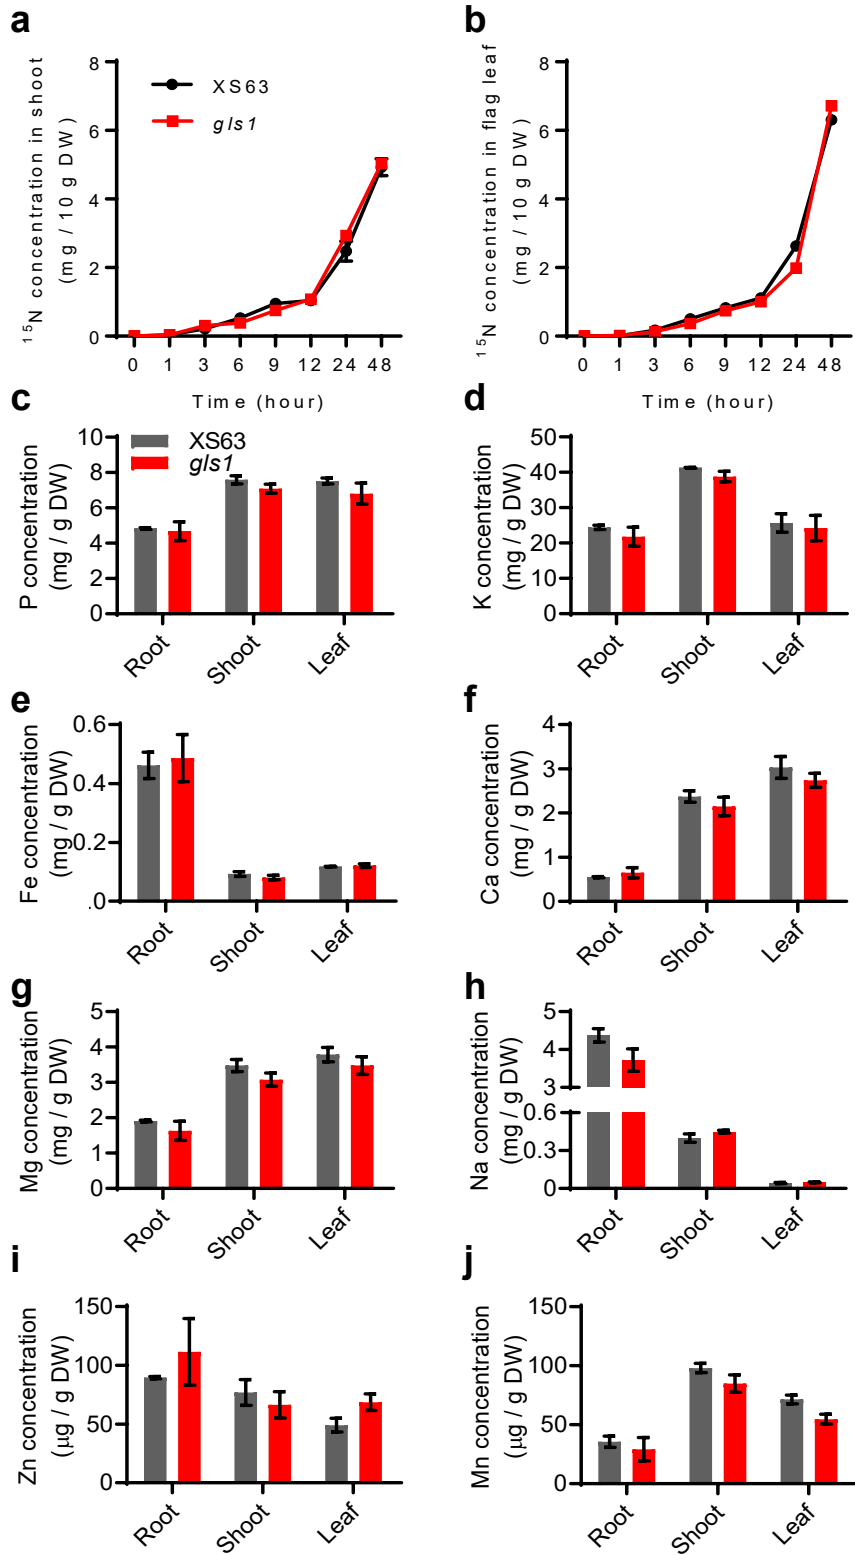 a
¹⁵N concentration in shoot
(mg / 10 g DW)
8
6
4
2
0
XS63
gls1
0 1 3 6 9 12 24 48
Time (hour)
b
¹⁵N concentration in flag leaf
(mg / 10 g DW)
8
6
4
2
0
0 1 3 6 9 12 24 48
Time (hour)
c
P concentration
(mg / g DW)
10
8
6
4
2
0
XS63
gls1
Root Shoot Leaf
d
K concentration
(mg / g DW)
50
40
30
20
10
0
Root Shoot Leaf
e
Fe concentration
(mg / g DW)
0.6
0.4
0.2
.0
Root Shoot Leaf
f
Ca concentration
(mg / g DW)
4
3
2
1
0
Root Shoot Leaf
g
Mg concentration
(mg / g DW)
5
4
3
2
1
0
Root Shoot Leaf
h
Na concentration
(mg / g DW)
5
4
3
0.6
0.3
0
Root Shoot Leaf
i
Zn concentration
(µg / g DW)
150
100
50
0
Root Shoot Leaf
j
Mn concentration
(µg / g DW)
150
100
50
0
Root Shoot Leaf